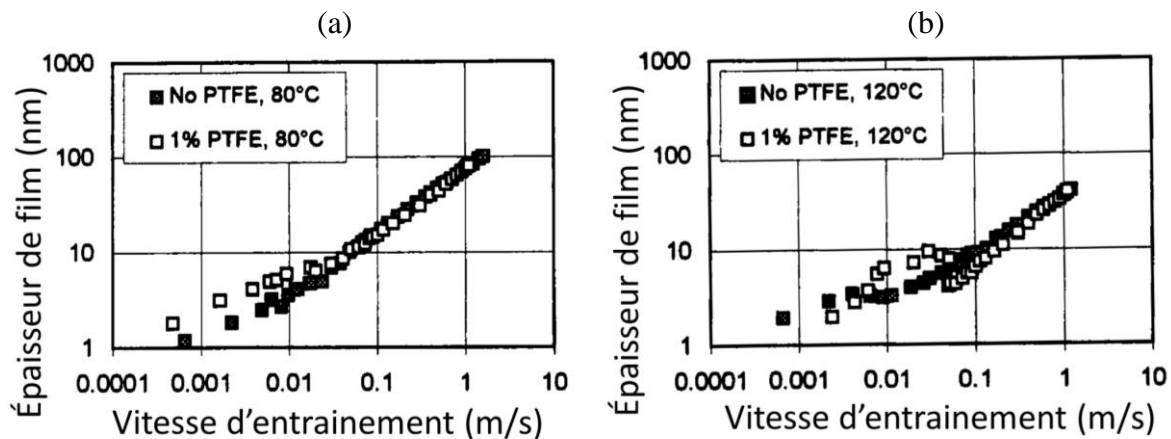 (a)
Épaisseur de film (nm)
1000
100
10
1
No PTFE, 80°C
1% PTFE, 80°C
0.0001
0.001
0.01
0.1
1
10
Vitesse d’entrainement (m/s)
(b)
Épaisseur de film (nm)
1000
100
10
1
No PTFE, 120°C
1% PTFE, 120°C
0.0001
0.001
0.01
0.1
1
10
Vitesse d’entrainement (m/s)